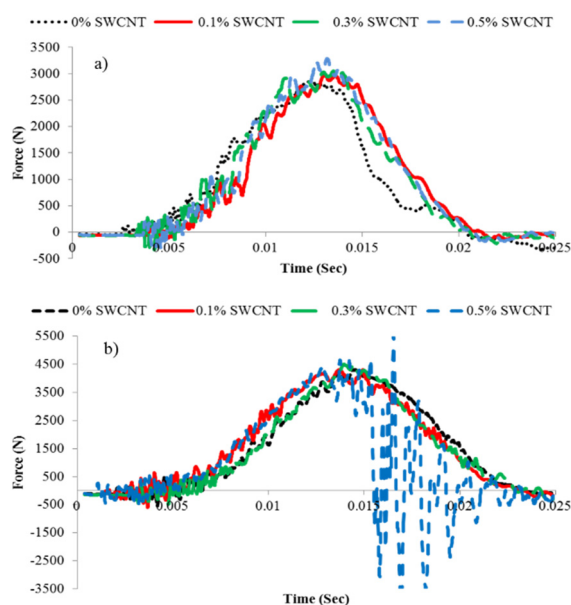 0% SWCNT 0.1% SWCNT 0.3% SWCNT 0.5% SWCNT
a)
3500
3000
2500
2000
1500
1000
500
0
-500
Force (N)
0 0.005 0.01 0.015 0.02 0.025
Time (Sec)
0% SWCNT 0.1% SWCNT 0.3% SWCNT 0.5% SWCNT
b)
5500
4500
3500
2500
1500
500
-500
-1500
-2500
-3500
Force (N)
0 0.005 0.01 0.015 0.02 0.025
Time (Sec)